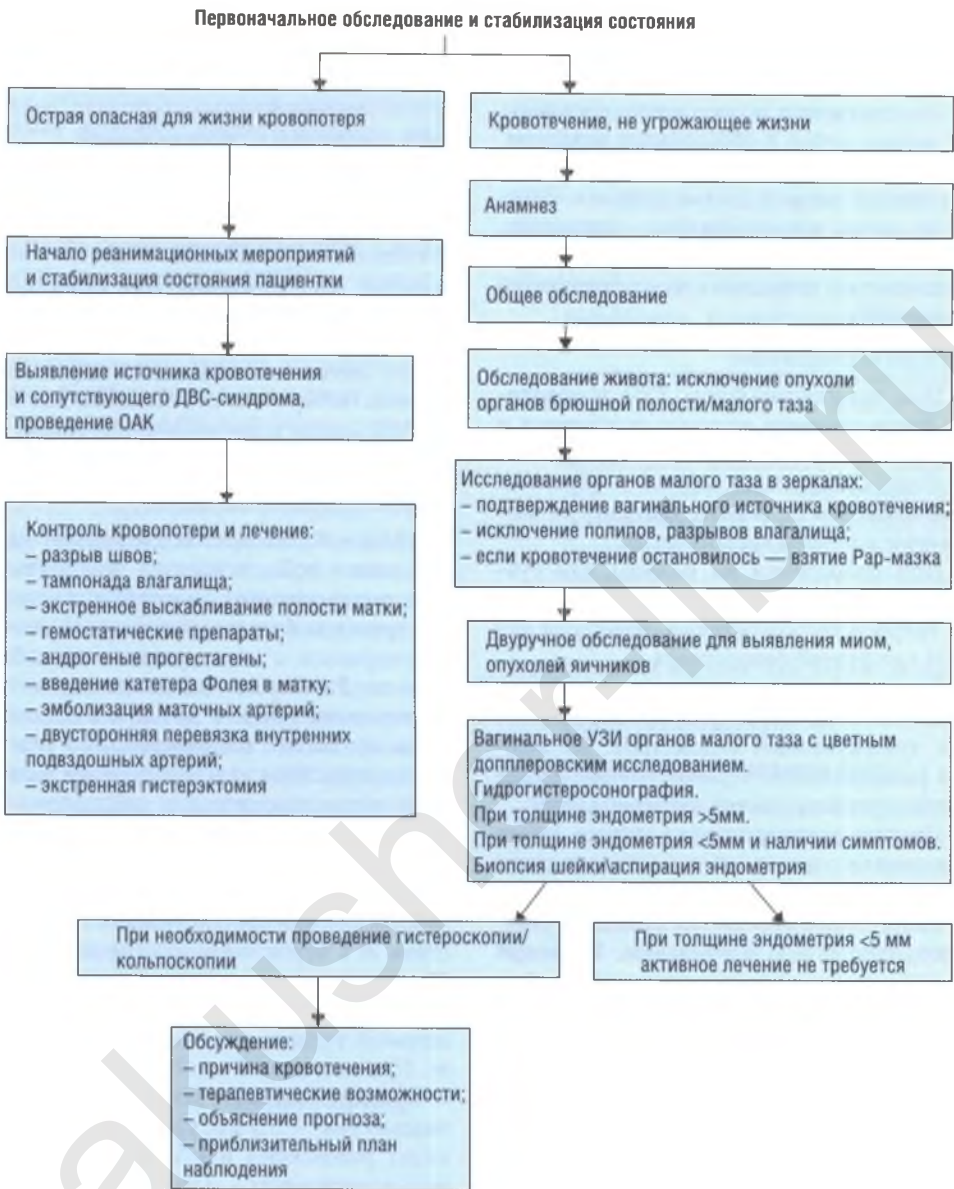 Первоначальное обследование и стабилизация состояния
Острая опасная для жизни кровопотеря
Начало реанимационных мероприятий
и стабилизация состояния пациентки
Выявление источника кровотечения
и сопутствующего ДВС-синдрома,
проведение ОАК
Контроль кровопотери и лечение:
– разрыв швов;
– тампонада влагалища;
– экстренное выскабливание полости матки;
– гемостатические препараты;
– андрогеные прогестагены;
– введение катетера Фолея в матку;
– эмболизация маточных артерий;
– двусторонняя перевязка внутренних
подвздошных артерий;
– экстренная гистерэктомия
Кровотечение, не угрожающее жизни
Анамнез
Общее обследование
Обследование живота: исключение опухоли
органов брюшной полости/малого таза
Исследование органов малого таза в зеркалах:
– подтверждение вагинального источника кровотечения;
– исключение полипов, разрывов влагалища;
– если кровотечение остановилось — взятие Pap-мазка
Двуручное обследование для выявления миом,
опухолей яичников
Вагинальное УЗИ органов малого таза с цветным
допплеровским исследованием.
Гидрогистеросонография.
При толщине эндометрия >5мм.
При толщине эндометрия <5мм и наличии симптомов.
Биопсия шейки\аспирация эндометрия
При необходимости проведение гистероскопии/
кольпоскопии
При толщине эндометрия <5 мм
активное лечение не требуется
Обсуждение:
– причина кровотечения;
– терапевтические возможности;
– объяснение прогноза;
– приблизительный план
наблюдения
akusher-lib.ru